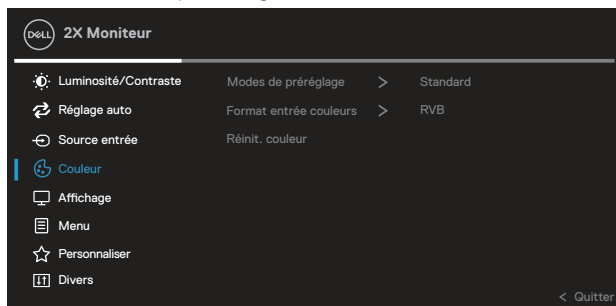 DELL 2X Moniteur
Luminosité/Contraste Modes de préréglage > Standard
Réglage auto Format entrée couleurs > RVB
Source entrée Réinit. couleur
Couleur
Affichage
Menu
Personnaliser
Divers
< Quitter